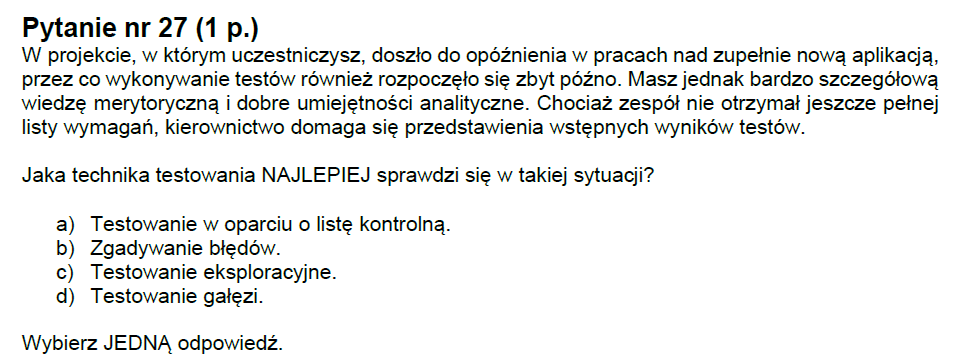 Pytanie nr 27 (1 p.)
W projekcie, w którym uczestniczysz, doszło do opóźnienia w pracach nad zupełnie nową aplikacją,
przez co wykonywanie testów również rozpoczęło się zbyt późno. Masz jednak bardzo szczegółową
wiedzę merytoryczną i dobre umiejętności analityczne. Chociaż zespół nie otrzymał jeszcze pełnej
listy wymagań, kierownictwo domaga się przedstawienia wstępnych wyników testów.
Jaka technika testowania NAJLEPIEJ sprawdzi się w takiej sytuacji?
a) Testowanie w oparciu o listę kontrolną.
b) Zgadywanie błędów.
c) Testowanie eksploracyjne.
d) Testowanie gałęzi.
Wybierz JEDNĄ odpowiedź.